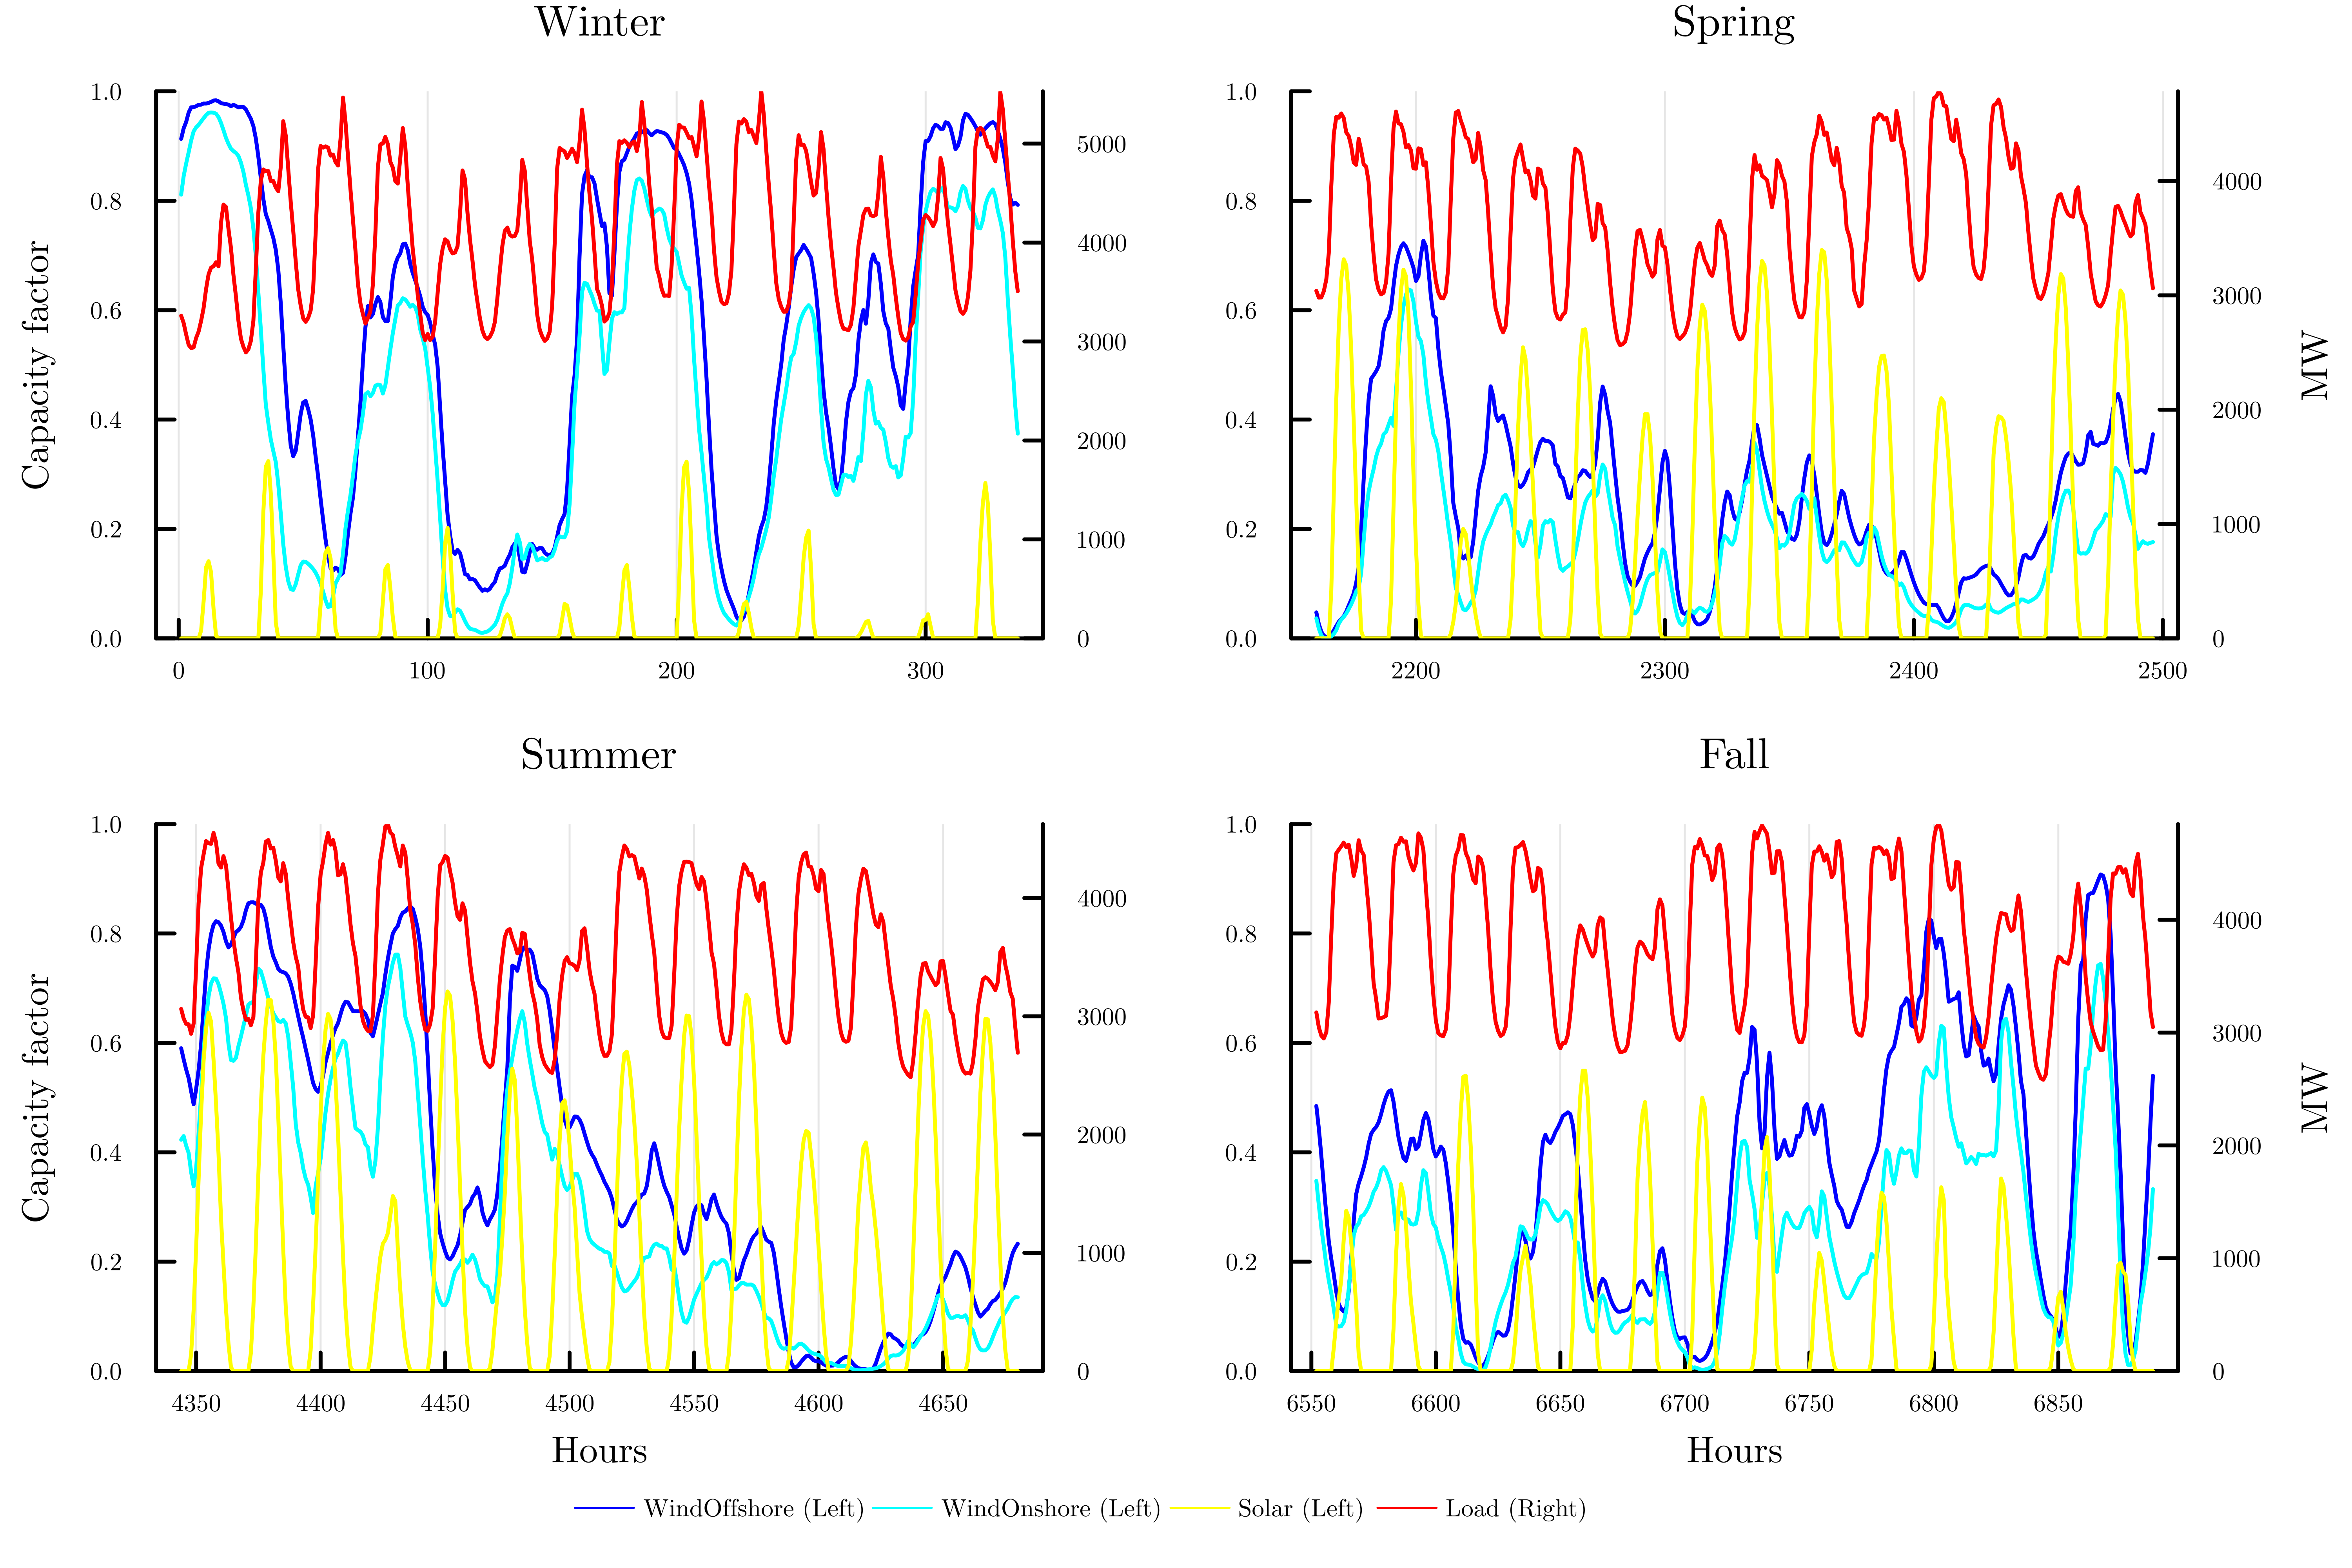 Winter Spring
1.0 1.0
5000
0.8 0.8
4000 4000
Capacity factor 0.6 0.6 3000 MW
3000
0.4 0.4
2000 2000
0.2 0.2
1000 1000
0.0 0 0.0 0
0 100 200 300 2200 2300 2400 2500
Summer Fall
1.0 1.0
4000 4000
0.8 0.8
Capacity factor 0.6 3000 0.6 3000 MW
0.4 2000 0.4 2000
0.2 1000 0.2 1000
0.0 0 0.0 0
4350 4400 4450 4500 4550 4600 4650 6550 6600 6650 6700 6750 6800 6850
Hours Hours
WindOffshore (Left) WindOnshore (Left) Solar (Left) Load (Right)